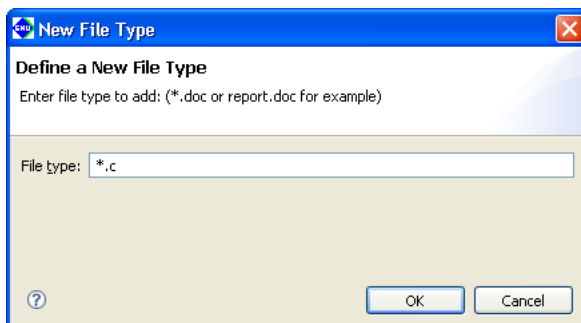 New File Type
Define a New File Type
Enter file type to add: (*.doc or report.doc for example)
File type: *.c
OK Cancel